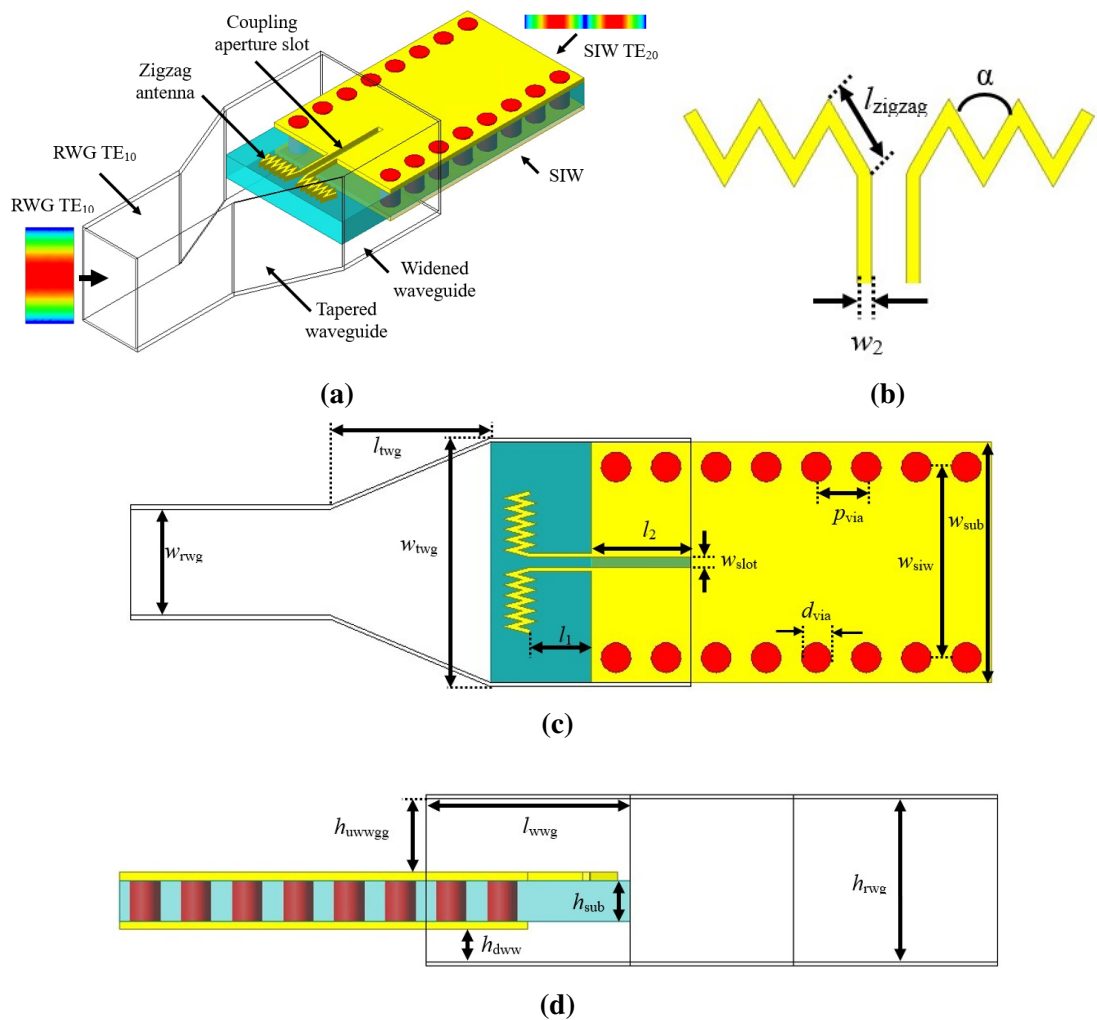 Coupling
aperture slot
SIW TE20
Zigzag
antenna
RWG TE10
RWG TE10
SIW
Widened
waveguide
Tapered
waveguide
(a)
α
lzigzag
w2
(b)
ltwg
wrwg
wtwg
l2
wslot
l1
pvia
dvia
wsiw
wsub
(c)
huwwgg
lwwg
hsub
hdww
hrwg
(d)